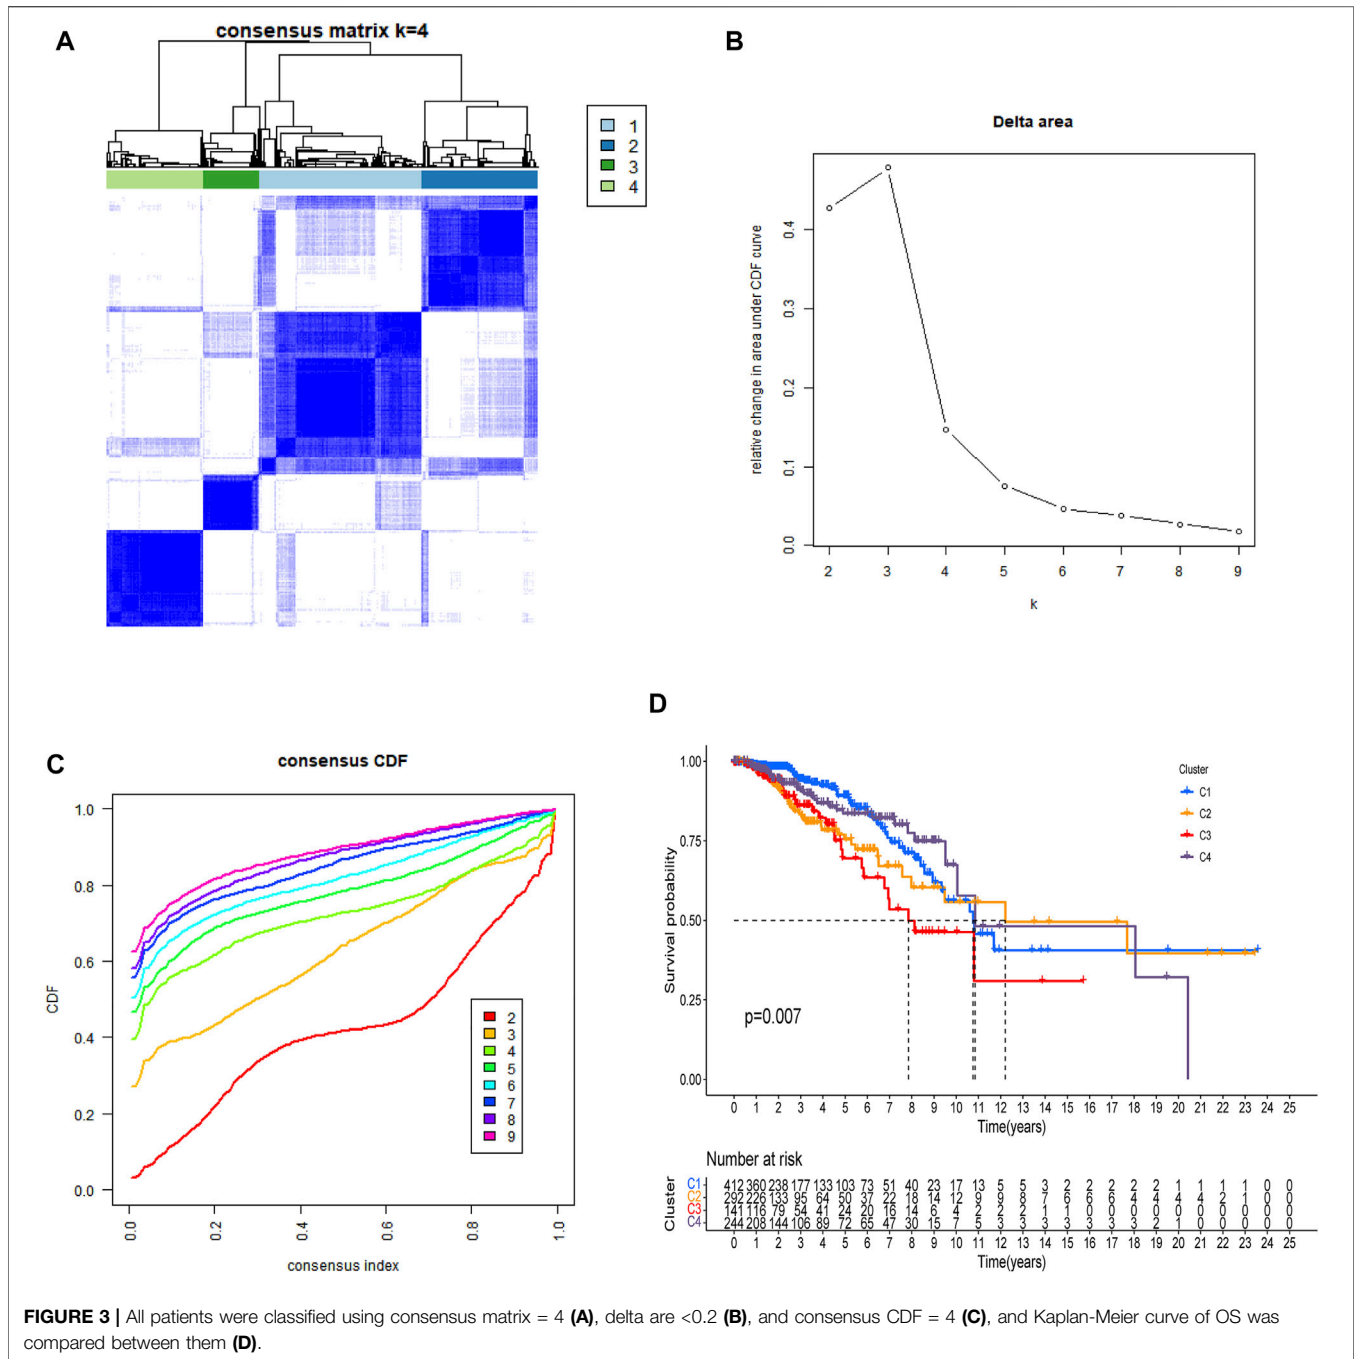 A
consensus matrix k=4
1
2
3
4
B
Delta area
relative change in area under CDF curve
0.0
0.1
0.2
0.3
0.4
2 3 4 5 6 7 8 9
k
C
consensus CDF
CDF
1.0
0.8
0.6
0.4
0.2
0.0
2
3
4
5
6
7
8
9
0.0 0.2 0.4 0.6 0.8 1.0
consensus index
D
Survival probability
1.00
0.75
0.50
0.25
0.00
Cluster
C1
C2
C3
C4
p=0.007
0 1 2 3 4 5 6 7 8 9 10 11 12 13 14 15 16 17 18 19 20 21 22 23 24 25
Time(years)
Number at risk
Cluster
C1 412 360 238 177 133 103 73 51 40 23 17 13 5 5 3 2 2 2 2 2 1 1 1 1 0 0
C2 292 226 133 95 64 50 37 22 18 14 12 9 9 8 7 6 6 6 4 4 4 4 2 1 0 0
C3 141 116 79 54 41 24 20 16 14 6 4 2 2 2 1 1 0 0 0 0 0 0 0 0 0 0
C4 244 208 144 106 89 72 65 47 30 15 7 5 3 3 3 3 3 3 3 2 1 0 0 0 0 0
0 1 2 3 4 5 6 7 8 9 10 11 12 13 14 15 16 17 18 19 20 21 22 23 24 25
Time(years)
FIGURE 3 | All patients were classified using consensus matrix = 4 (A), delta are <0.2 (B), and consensus CDF = 4 (C), and Kaplan-Meier curve of OS was
compared between them (D).